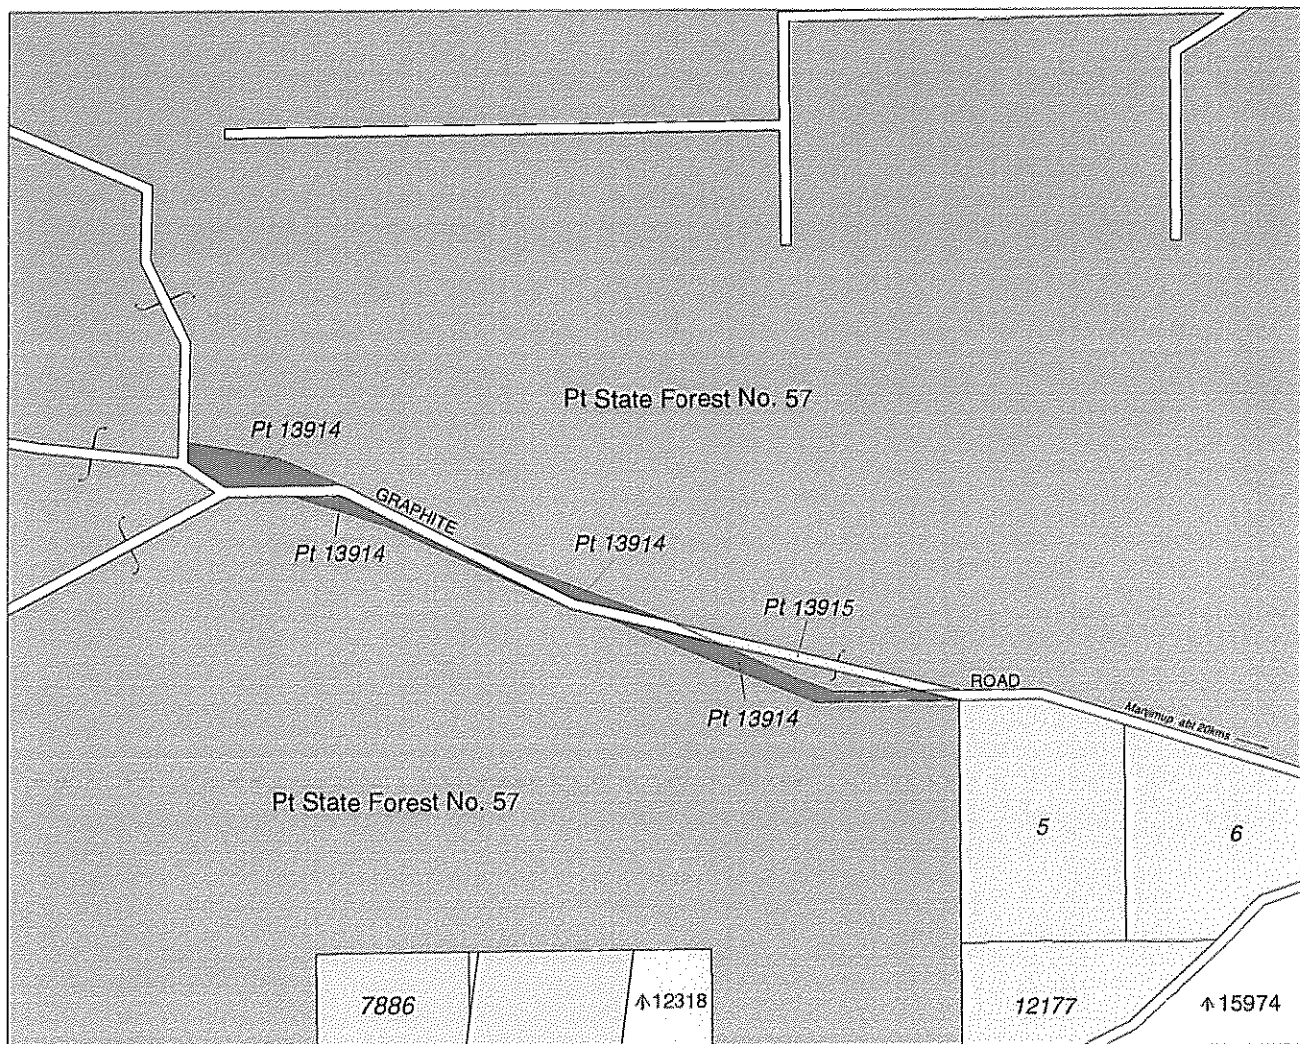 Pt State Forest No. 57
Pt 13914
GRAPHITE
Pt 13914
Pt 13914
Pt 13915
ROAD
Pt 13914
Manjimup abt 20kms
Pt State Forest No. 57
5
6
7886
12318
12177
15974